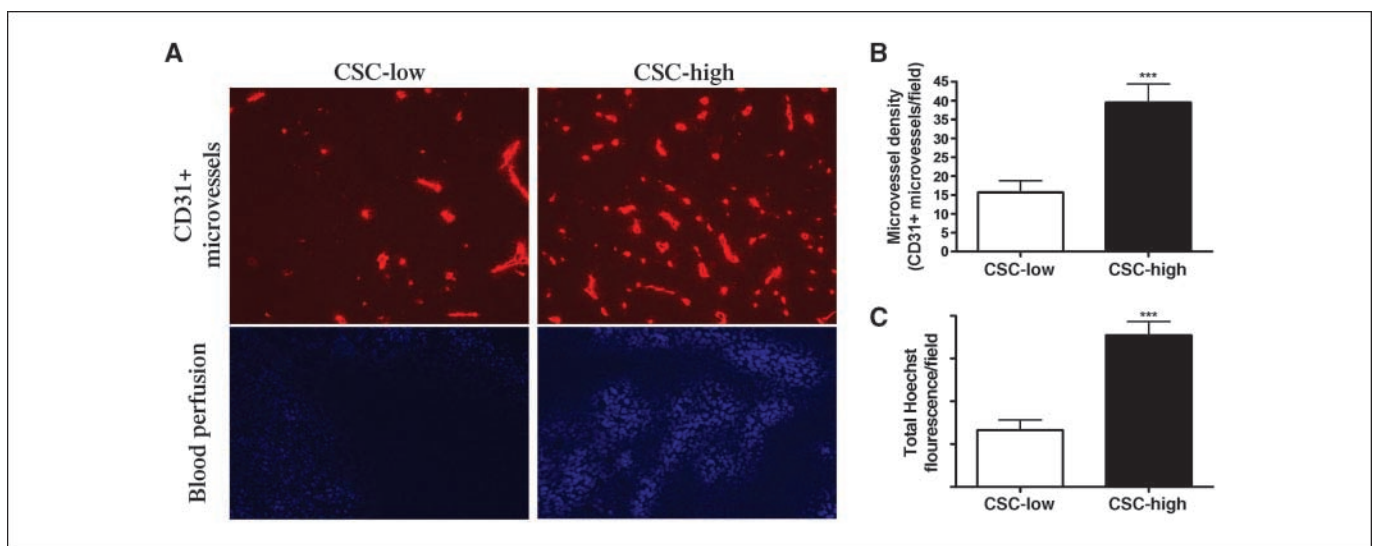 A
CSC-low
CSC-high
CD31+
microvessels
Blood perfusion
B
Microvessel density
(CD31+ microvessels/field)
45
40
35
30
25
20
15
10
5
0
***
CSC-low
CSC-high
C
Total Hoechst
flourescence/field
***
CSC-low
CSC-high